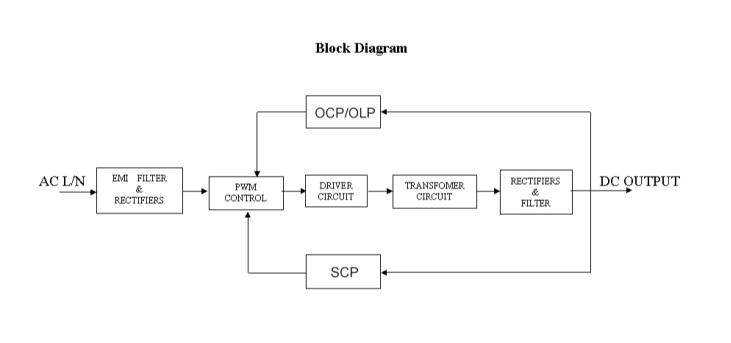 Block Diagram
OCP/OLP
AC L/N
EMI FILTER
&
RECTIFIERS
PWM
CONTROL
DRIVER
CIRCUIT
TRANSFOMER
CIRCUIT
RECTIFIERS
&
FILTER
DC OUTPUT
SCP